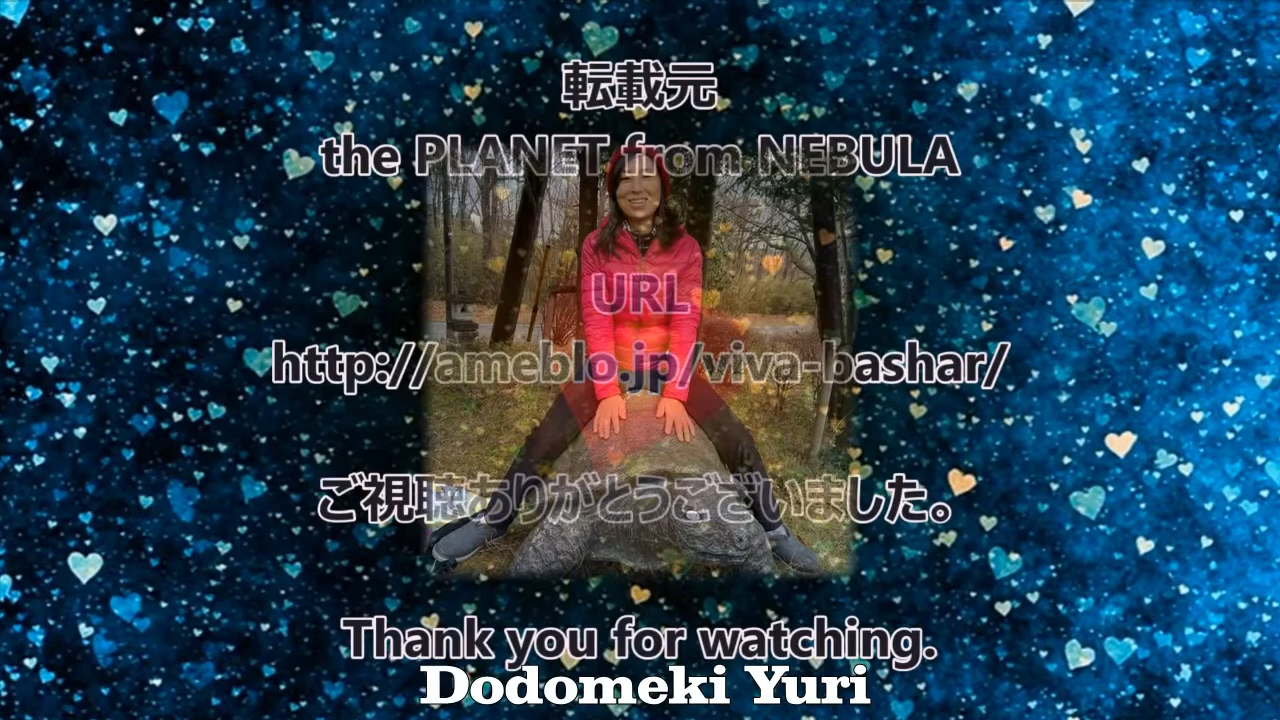 転載元
the PLANET from NEBULA
URL
http://ameblo.jp/viva-bashar/
ご視聴ありがとうございました。
Thank you for watching.
Dodomeki Yuri